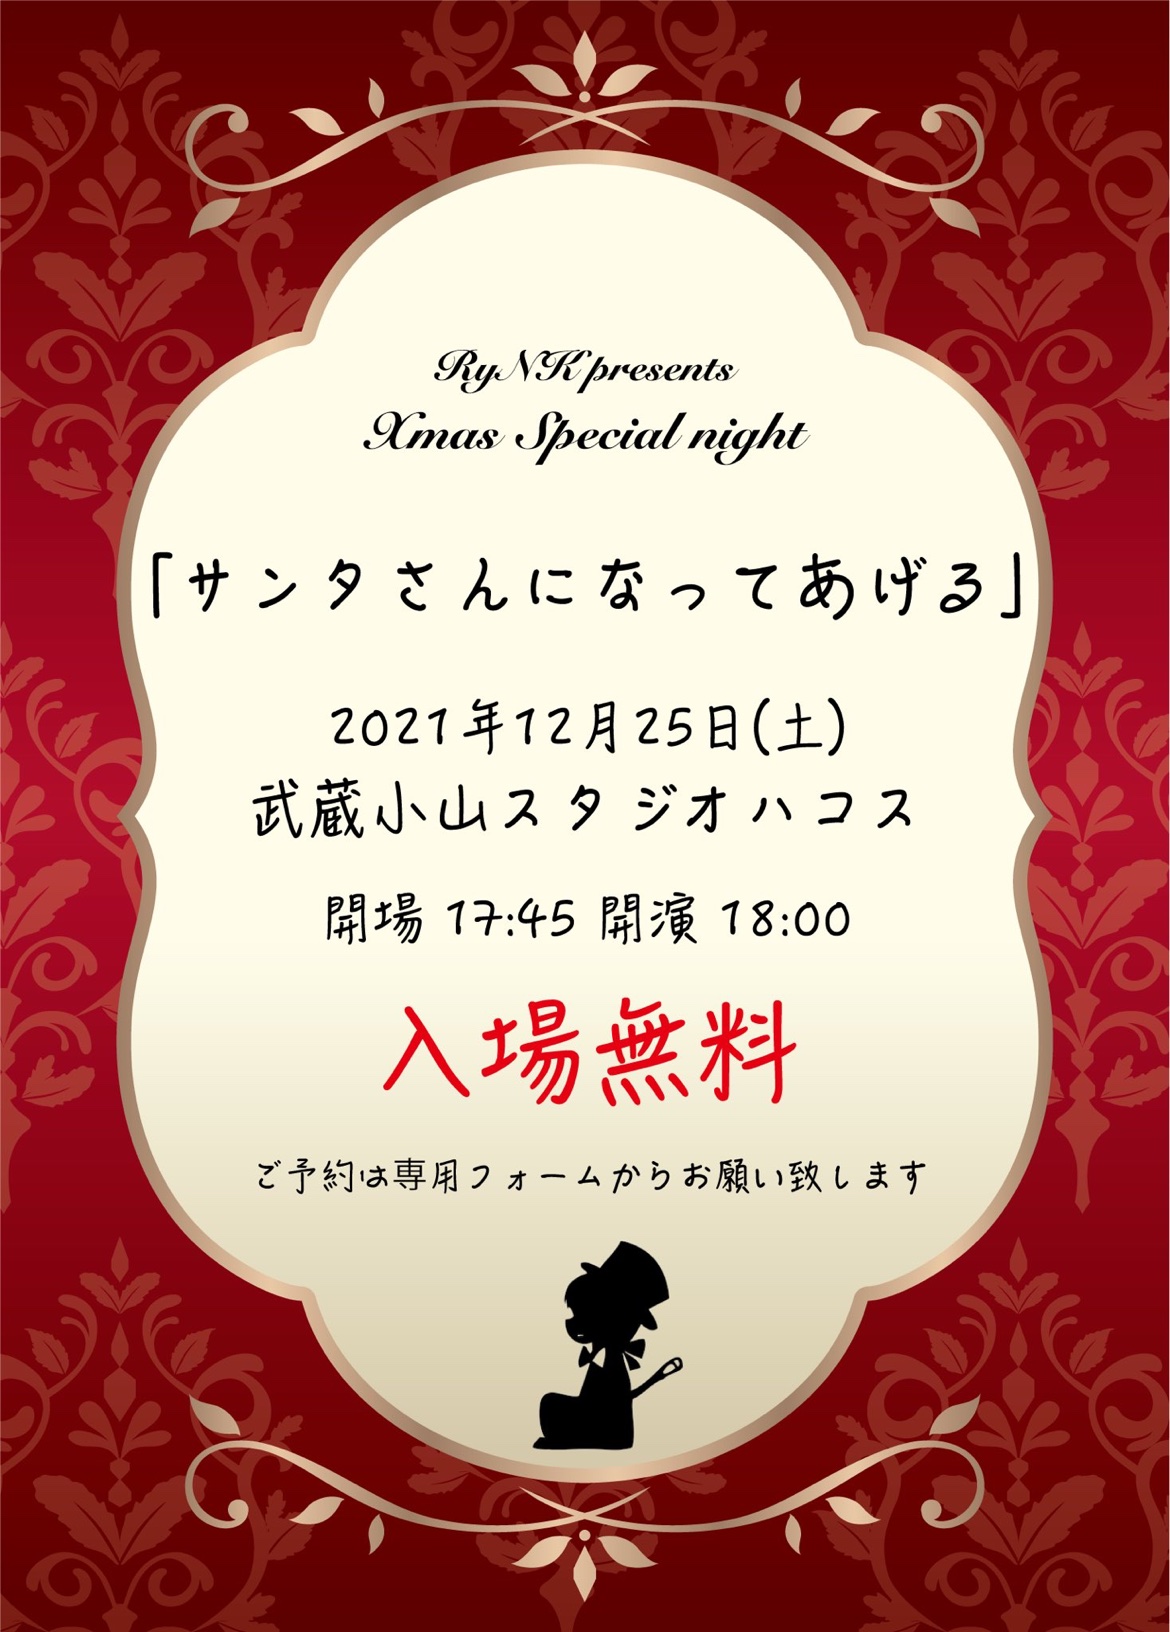 RyNK presents
Xmas Special night
「サンタさんになってあげる」
2021年12月25日(土)
武蔵小山スタジオハコス
開場 17:45 開演 18:00
入場無料
ご予約は専用フォームからお願い致します